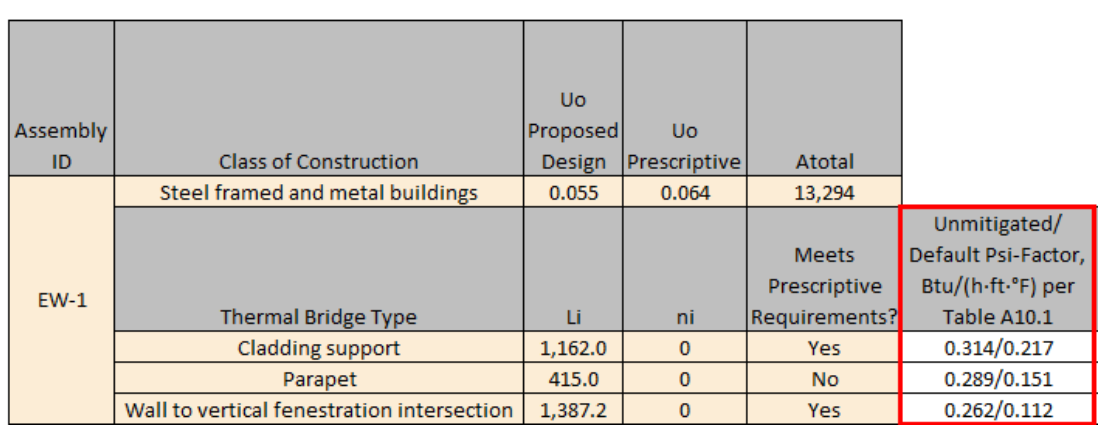 Assembly ID Class of Construction Uo Proposed Design Uo Prescriptive Atotal
Steel framed and metal buildings 0.055 0.064 13,294
EW-1
Thermal Bridge Type Li ni Meets Prescriptive Requirements? Unmitigated/ Default Psi-Factor, Btu/(h·ft·°F) per Table A10.1
Cladding support 1,162.0 0 Yes 0.314/0.217
Parapet 415.0 0 No 0.289/0.151
Wall to vertical fenestration intersection 1,387.2 0 Yes 0.262/0.112